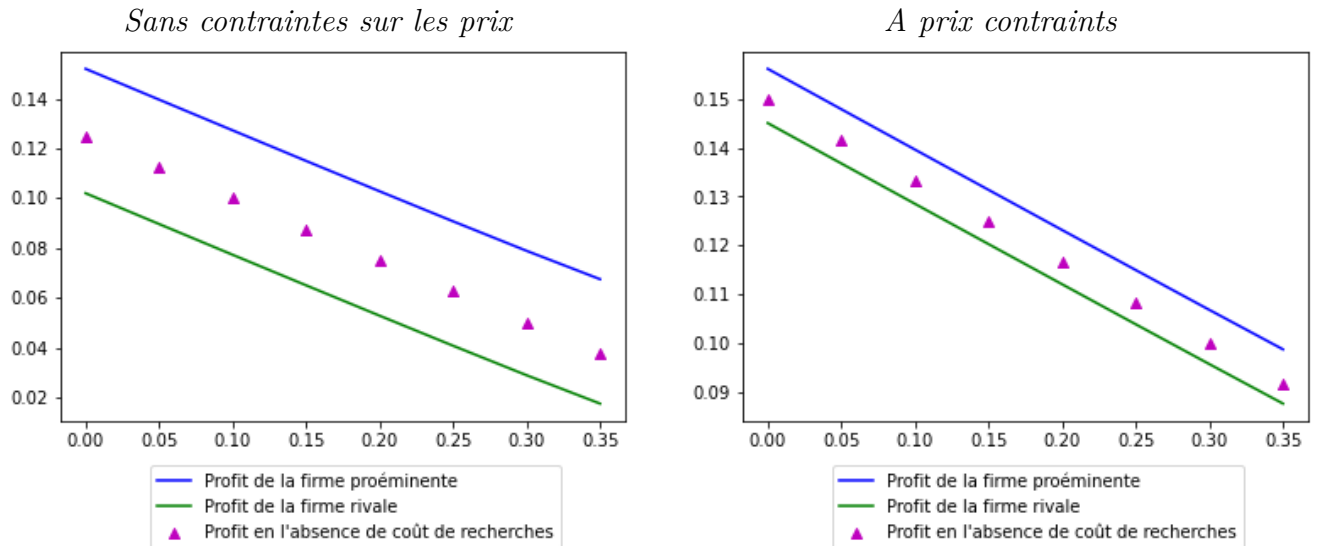 Sans contraintes sur les prix
0.14
0.12
0.10
0.08
0.06
0.04
0.02
0.00 0.05 0.10 0.15 0.20 0.25 0.30 0.35
Profit de la firme proéminente
Profit de la firme rivale
Profit en l'absence de coût de recherches
A prix contraints
0.15
0.14
0.13
0.12
0.11
0.10
0.09
0.00 0.05 0.10 0.15 0.20 0.25 0.30 0.35
Profit de la firme proéminente
Profit de la firme rivale
Profit en l'absence de coût de recherches